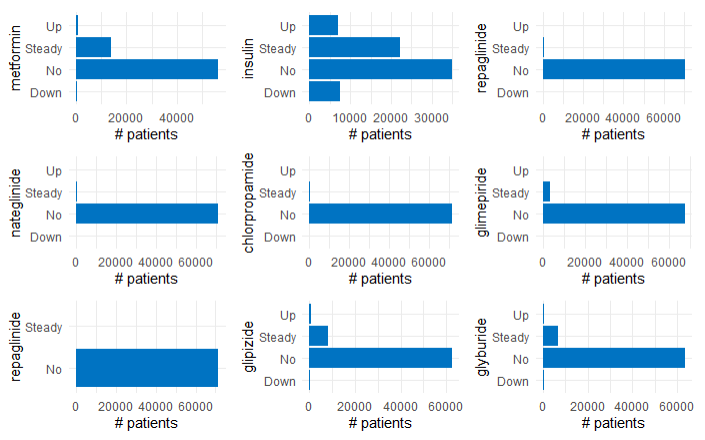 metformin
Up
Steady
No
Down
0 20000 40000
# patients
insulin
Up
Steady
No
Down
0 10000 20000 30000
# patients
repaglinide
Up
Steady
No
Down
0 20000 40000 60000
# patients
nateglinide
Up
Steady
No
Down
0 20000 40000 60000
# patients
chlorpropamide
Up
Steady
No
Down
0 20000 40000 60000
# patients
glimepiride
Up
Steady
No
Down
0 20000 40000 60000
# patients
repaglinide
Steady
No
0 20000 40000 60000
# patients
glipizide
Up
Steady
No
Down
0 20000 40000 60000
# patients
glyburide
Up
Steady
No
Down
0 20000 40000 60000
# patients